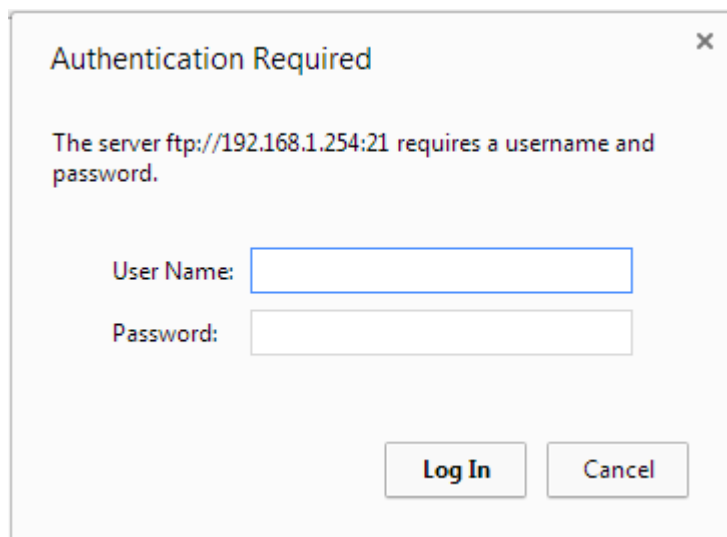 Authentication Required
The server ftp://192.168.1.254:21 requires a username and
password.
User Name:
Password:
Log In
Cancel